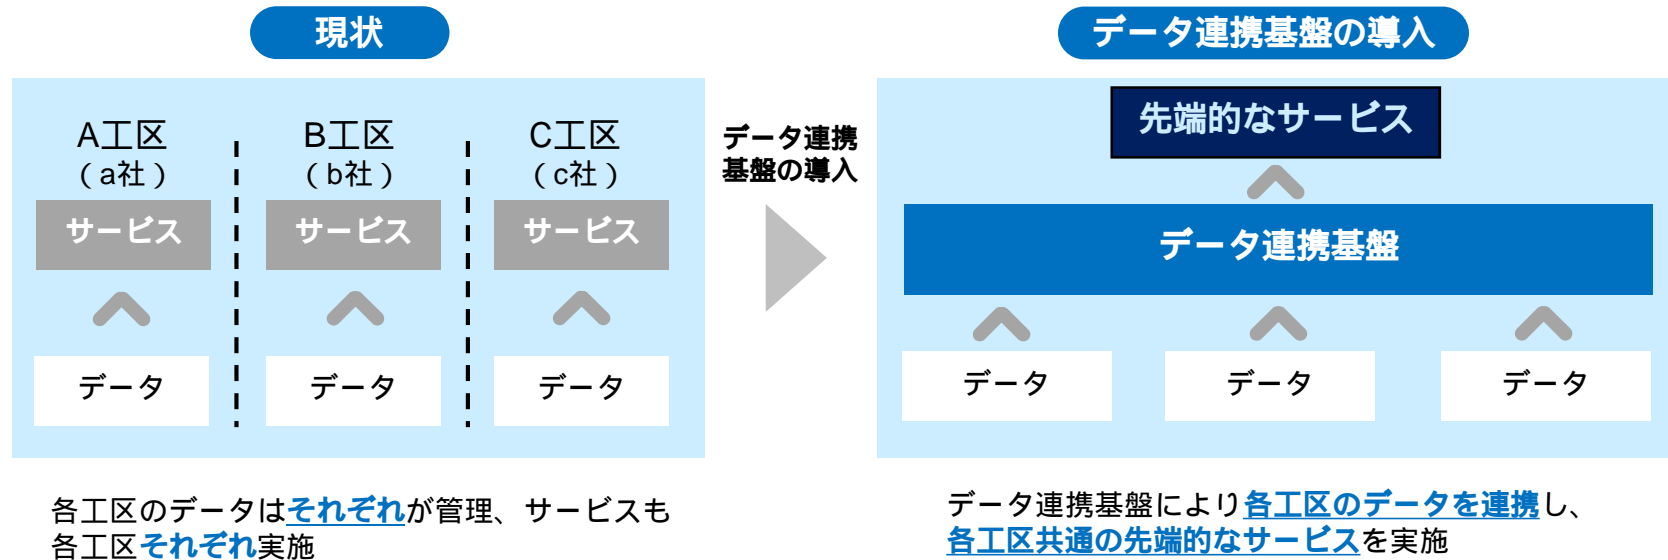 現状
A工区
（a社）
B工区
（b社）
C工区
（c社）
サービス
サービス
サービス
データ
データ
データ
各工区のデータはそれぞれが管理、サービスも
各工区それぞれ実施
データ連携
基盤の導入
データ連携基盤の導入
先端的なサービス
データ連携基盤
データ
データ
データ
データ連携基盤により各工区のデータを連携し、
各工区共通の先端的なサービスを実施